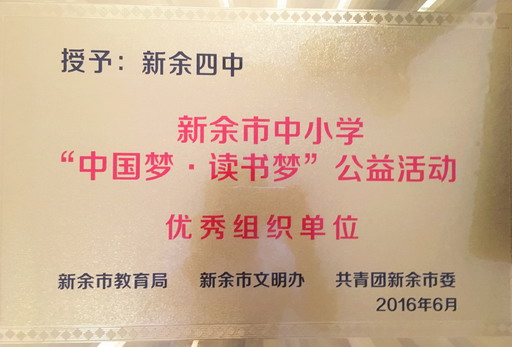 授予：新余四中
新余市中小学
“中国梦·读书梦”公益活动
优秀组织单位
新余市教育局 新余市文明办 共青团新余市委
2016年6月